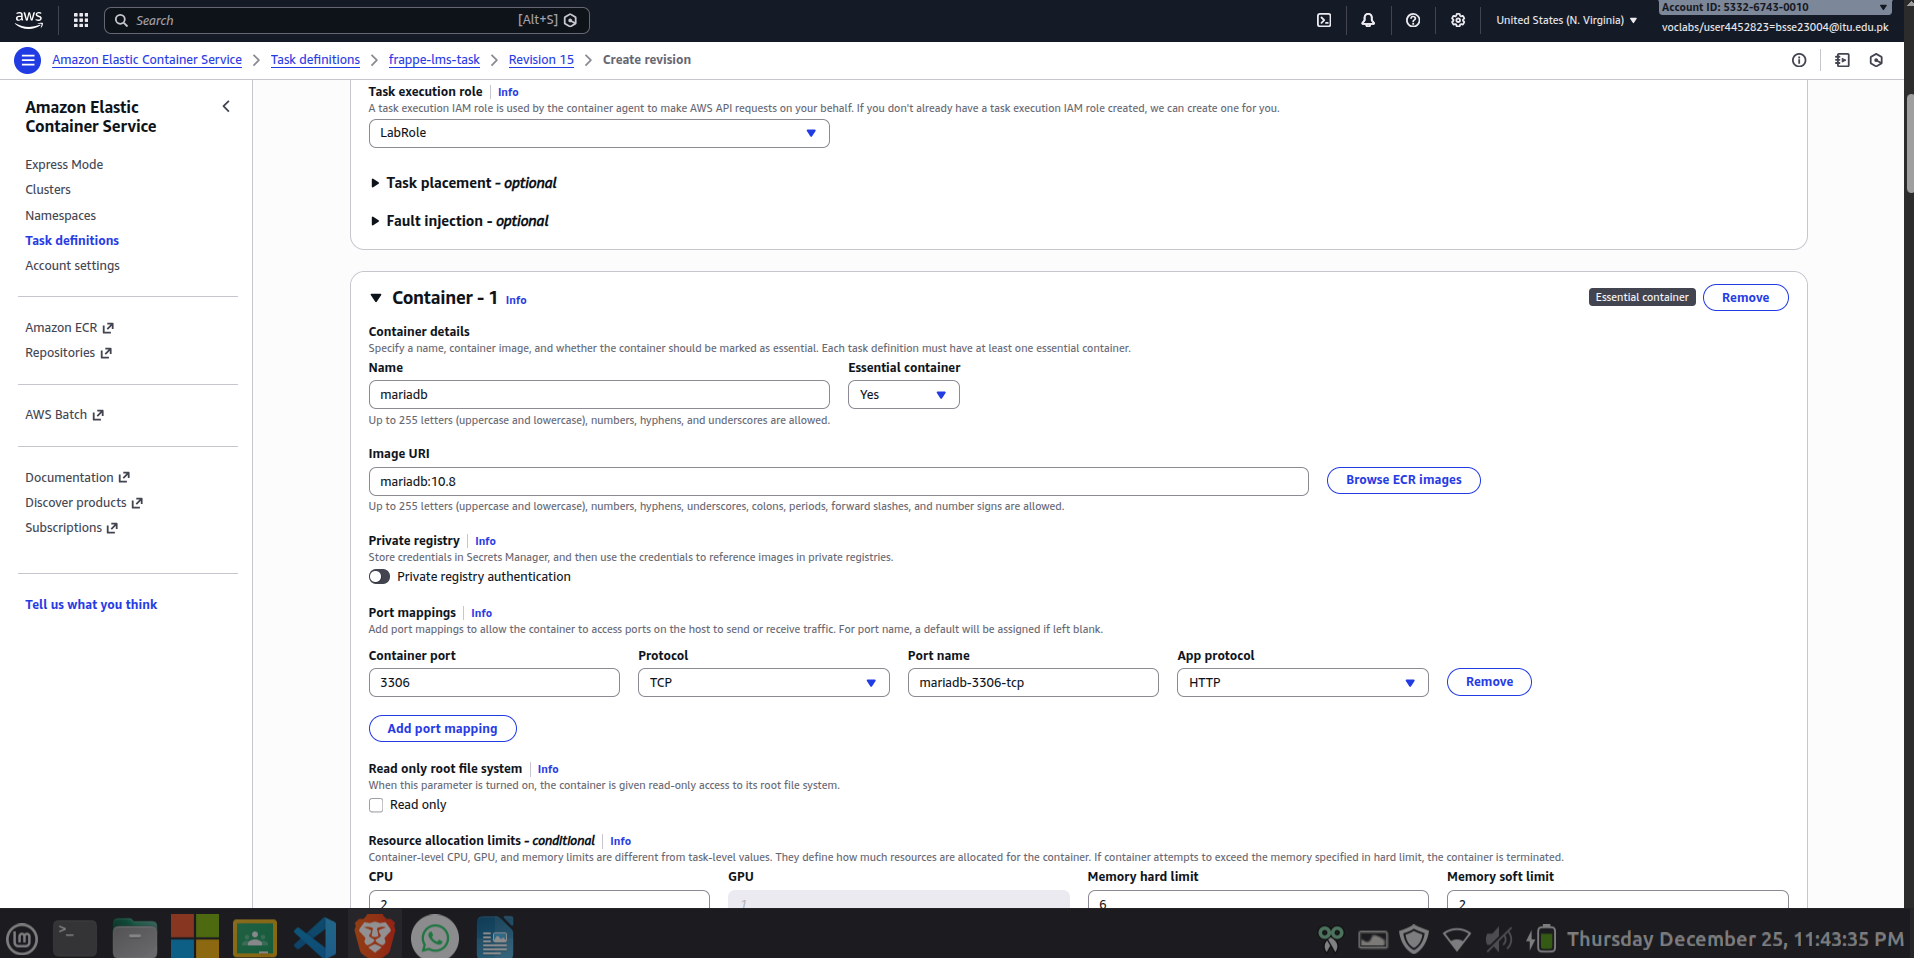 aws
Search [Alt+S]
United States (N. Virginia)
Account ID: 5332-6743-0010
voclabs/user4452823=bsse23004@itu.edu.pk
Amazon Elastic Container Service
Task definitions
frappe-lms-task
Revision 15
Create revision
Amazon Elastic
Container Service
Express Mode
Clusters
Namespaces
Task definitions
Account settings
Amazon ECR
Repositories
AWS Batch
Documentation
Discover products
Subscriptions
Tell us what you think
Task execution role Info
A task execution IAM role is used by the container agent to make AWS API requests on your behalf. If you don't already have a task execution IAM role created, we can create one for you.
LabRole
Task placement - optional
Fault injection - optional
Container - 1 Info
Essential container
Remove
Container details
Specify a name, container image, and whether the container should be marked as essential. Each task definition must have at least one essential container.
Name Essential container
mariadb Yes
Up to 255 letters (uppercase and lowercase), numbers, hyphens, and underscores are allowed.
Image URI
mariadb:10.8
Browse ECR images
Up to 255 letters (uppercase and lowercase), numbers, hyphens, underscores, colons, periods, forward slashes, and number signs are allowed.
Private registry Info
Store credentials in Secrets Manager, and then use the credentials to reference images in private registries.
Private registry authentication
Port mappings Info
Add port mappings to allow the container to access ports on the host to send or receive traffic. For port name, a default will be assigned if left blank.
Container port Protocol Port name App protocol
3306 TCP mariadb-3306-tcp HTTP Remove
Add port mapping
Read only root file system Info
When this parameter is turned on, the container is given read-only access to its root file system.
Read only
Resource allocation limits - conditional Info
Container-level CPU, GPU, and memory limits are different from task-level values. They define how much resources are allocated for the container. If container attempts to exceed the memory specified in hard limit, the container is terminated.
CPU GPU Memory hard limit Memory soft limit
2 1 6 2
Thursday December 25, 11:43:35 PM